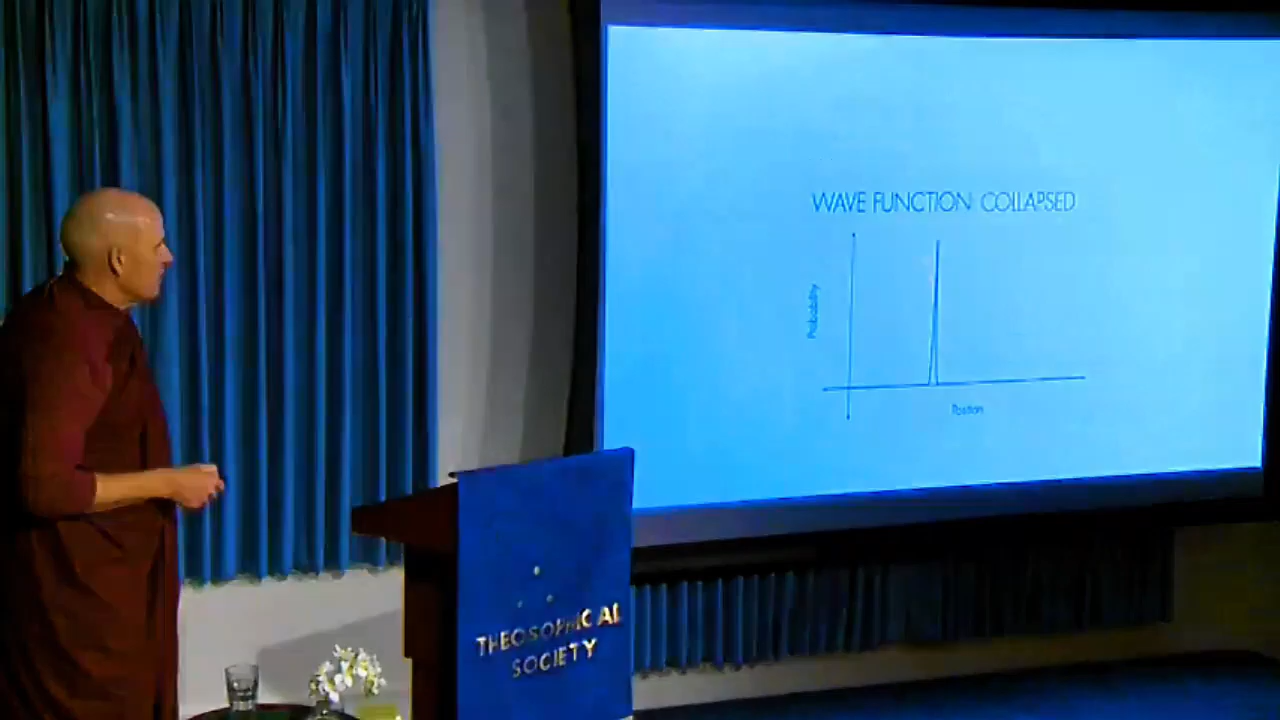 WAVE FUNCTION COLLAPSED
Probability
Position
THEOSOPHICAL
SOCIETY